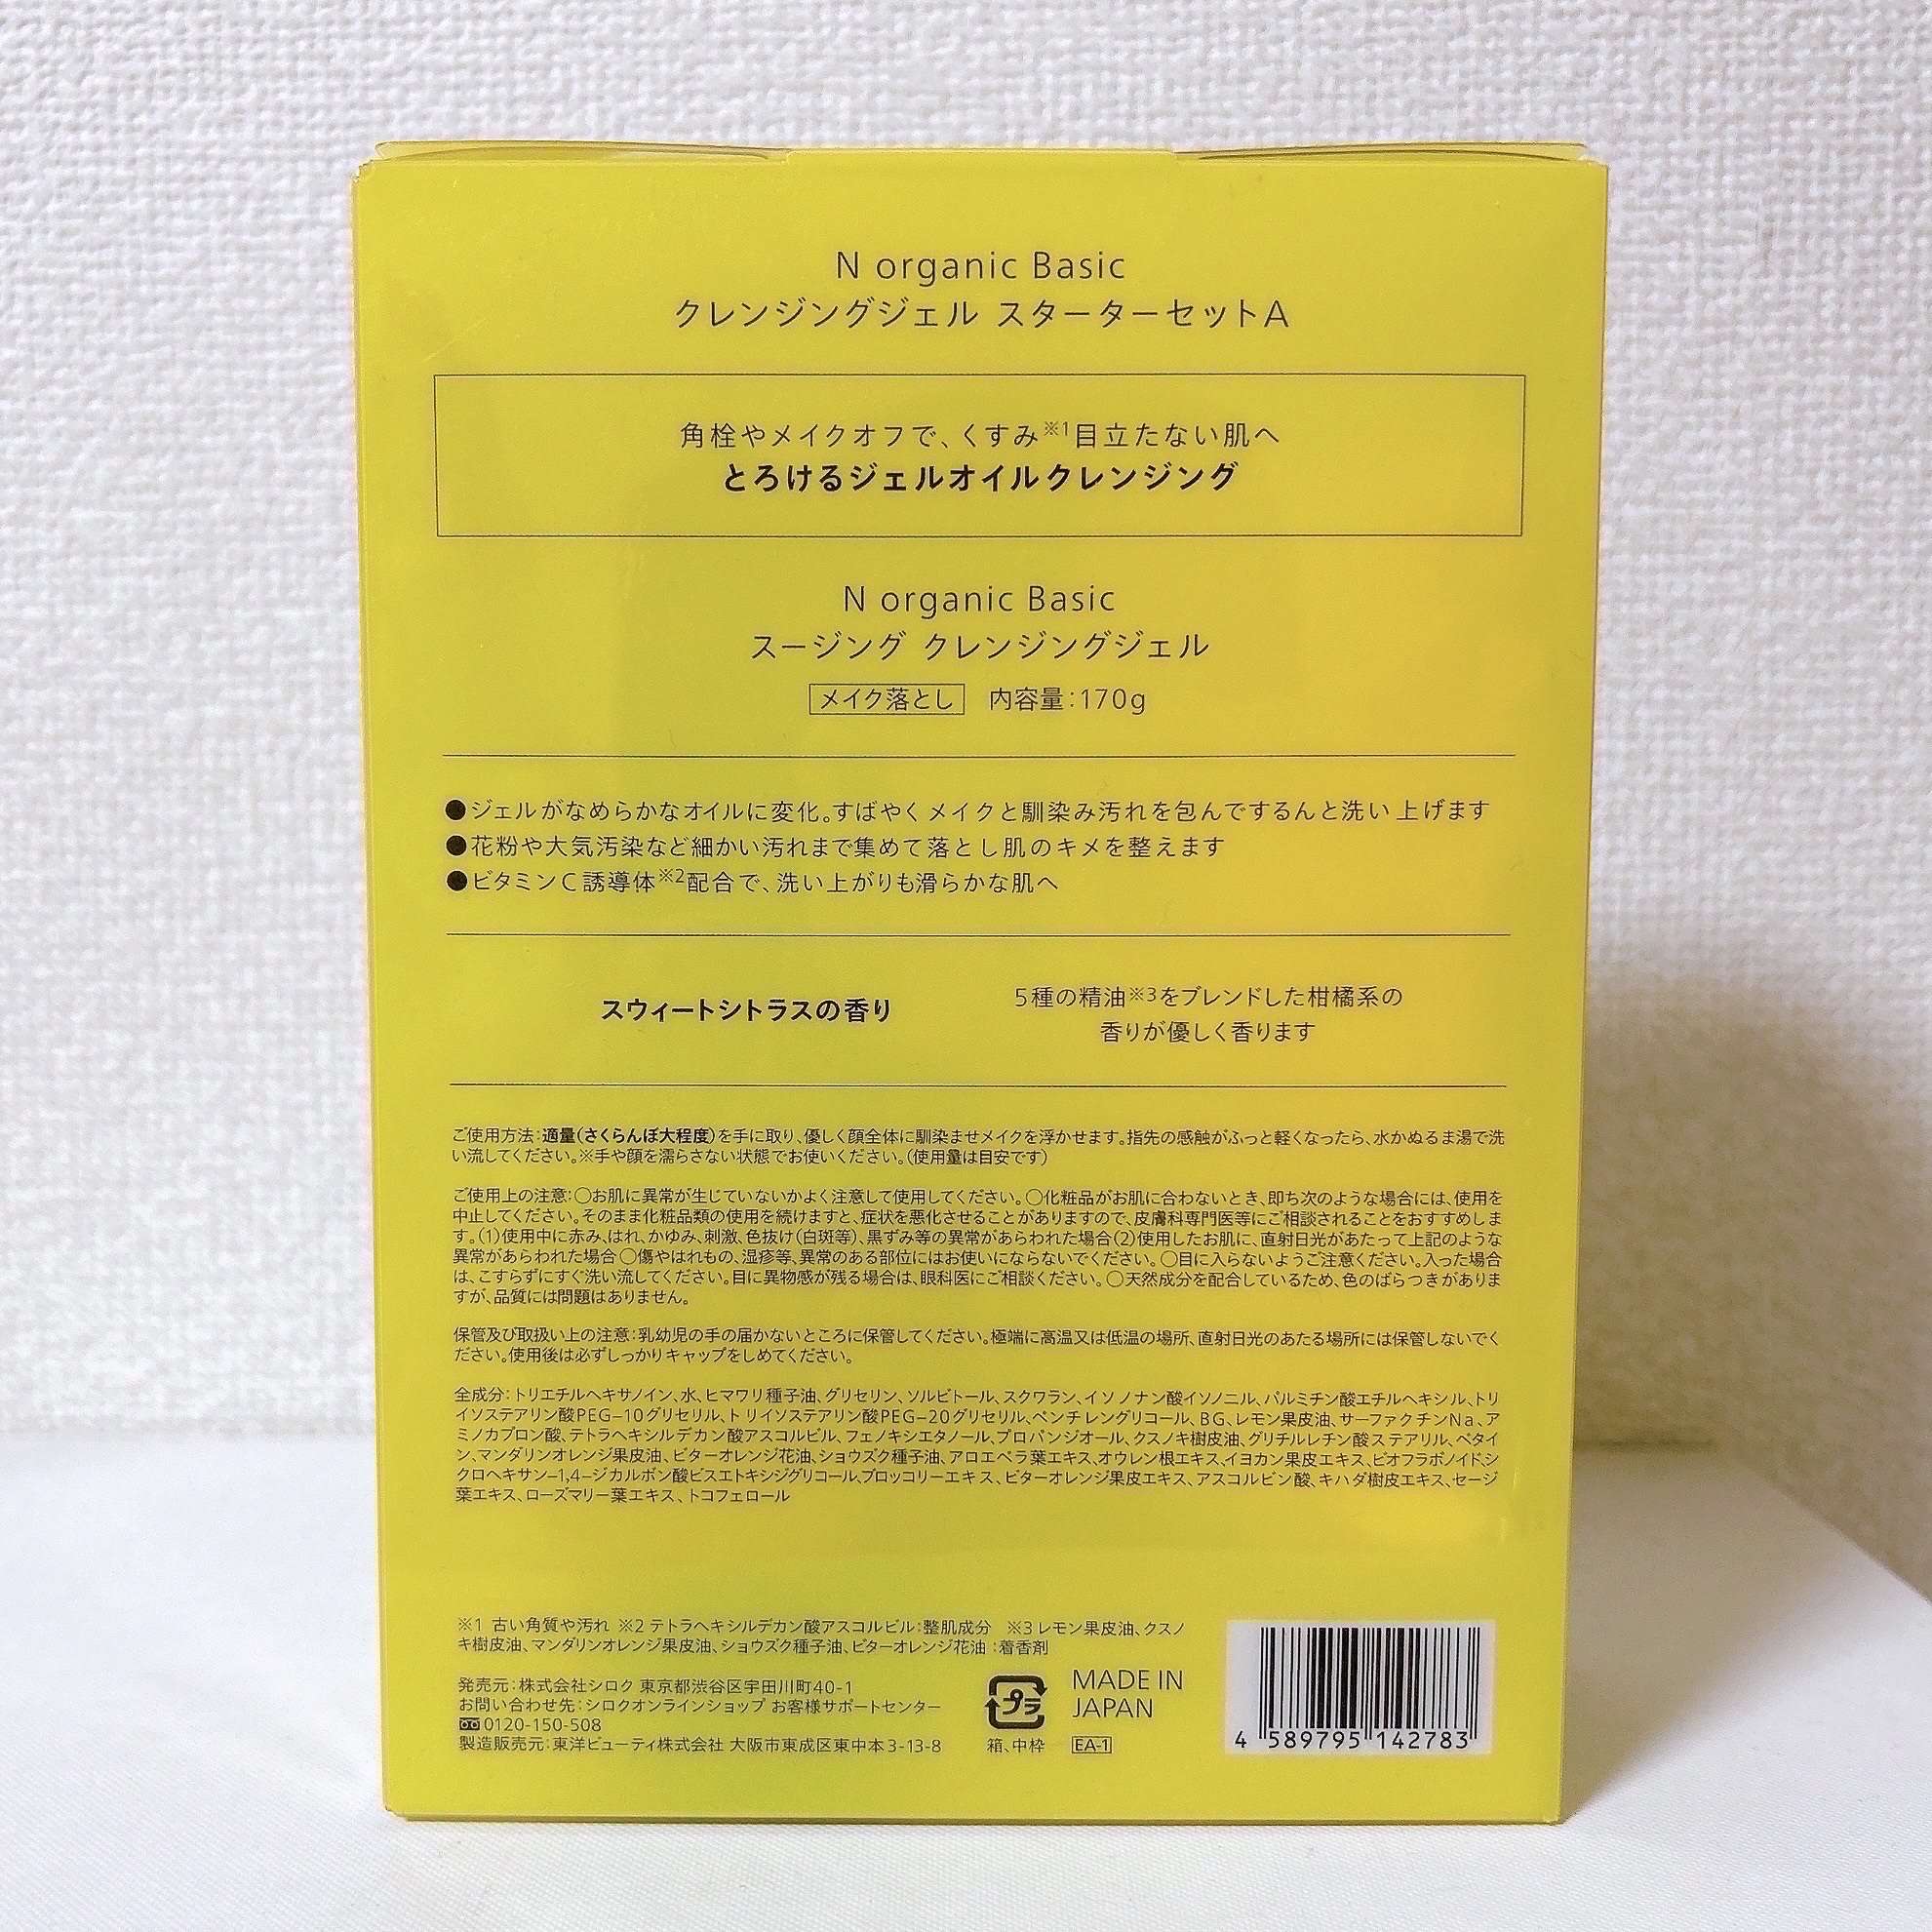 N organic Basic
クレンジングジェル スターターセットA
角栓やメイクオフで、くすみ※1目立たない肌へ
とろけるジェルオイルクレンジング
N organic Basic
スージング クレンジングジェル
メイク落とし 内容量:170g
●ジェルがなめらかなオイルに変化。すばやくメイクと馴染み汚れを包んでするんと洗い上げます
●花粉や大気汚染など細かい汚れまで集めて落とし肌のキメを整えます
●ビタミンC誘導体※2配合で、洗い上がりも滑らかな肌へ
スウィートシトラスの香り
5種の精油※3をブレンドした柑橘系の
香りが優しく香ります
ご使用方法:適量(さくらんぼ大程度)を手に取り、優しく顔全体に馴染ませメイクを浮かせます。指先の感触がふっと軽くなったら、水かぬるま湯で洗
い流してください。※手や顔を濡らさない状態でお使いください。(使用量は目安です)
ご使用上の注意:○お肌に異常が生じていないかよく注意して使用してください。○化粧品がお肌に合わないとき、即ち次のような場合には、使用を
中止してください。そのまま化粧品類の使用を続けますと、症状を悪化させることがありますので、皮膚科専門医等にご相談されることをおすすめしま
す。(1)使用中に赤み、はれ、かゆみ、刺激、色抜け(白斑等)、黒ずみ等の異常があらわれた場合(2)使用したお肌に、直射日光があたって上記のような
異常があらわれた場合○傷やはれもの、湿疹等、異常のある部位にはお使いにならないでください。○目に入らないようご注意ください。入った場合
は、こすらずにすぐ洗い流してください。目に異物感が残る場合は、眼科医にご相談ください。○天然成分を配合しているため、色のばらつきがありま
すが、品質には問題はありません。
保管及び取扱い上の注意:乳幼児の手の届かないところに保管してください。極端に高温又は低温の場所、直射日光のあたる場所には保管しないでく
ださい。使用後は必ずしっかりキャップをしめてください。
全成分:トリエチルヘキサノイン、水、ヒマワリ種子油、グリセリン、ソルビトール、スクワラン、イソノナン酸イソノニル、パルミチン酸エチルヘキシル、トリ
イソステアリン酸PEG-10グリセリル、トリイソステアリン酸PEG-20グリセリル、ペンチレングリコール、BG、レモン果皮油、サーファクチンNa、ア
ミノカプロン酸、テトラヘキシルデカン酸アスコルビル、フェノキシエタノール、プロパンジオール、クスノキ樹皮油、グリチルレチン酸ステアリル、ベタイ
ン、マンダリンオレンジ果皮油、ビターオレンジ花油、ショウズク種子油、アロエベラ葉エキス、オウレン根エキス、イヨカン果皮エキス、ビオフラボノイド、シ
クロヘキサン-1,4-ジカルボン酸ビスエトキシジグリコール、ブロッコリーエキス、ビターオレンジ果皮エキス、アスコルビン酸、キハダ樹皮エキス、セージ
葉エキス、ローズマリー葉エキス、トコフェロール
※1 古い角質や汚れ ※2 テトラヘキシルデカン酸アスコルビル:整肌成分 ※3 レモン果皮油、クスノ
キ樹皮油、マンダリンオレンジ果皮油、ショウズク種子油、ビターオレンジ花油:着香剤
発売元:株式会社シロク 東京都渋谷区宇田川町40-1
お問い合わせ先:シロクオンラインショップ お客様サポートセンター
0120-150-508
製造販売元:東洋ビューティ株式会社 大阪市東成区東中本3-13-8
プラ
箱、中枠
MADE IN
JAPAN
EA-1
4 589795 142783